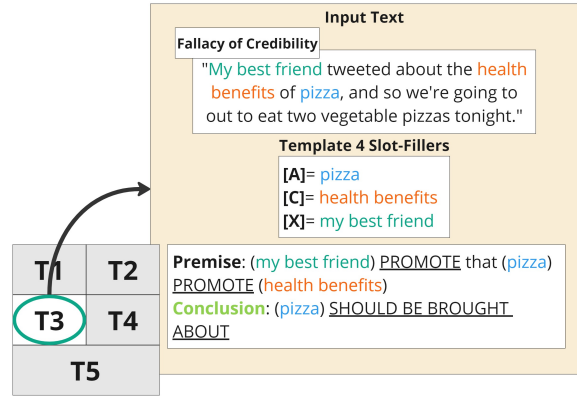 Input Text
Fallacy of Credibility
"My best friend tweeted about the health
benefits of pizza, and so we're going to
out to eat two vegetable pizzas tonight."
Template 4 Slot-Fillers
[A]= pizza
[C]= health benefits
[X]= my best friend
Premise: (my best friend) PROMOTE that (pizza)
PROMOTE (health benefits)
Conclusion: (pizza) SHOULD BE BROUGHT
ABOUT
T1 T2
T3 T4
T5